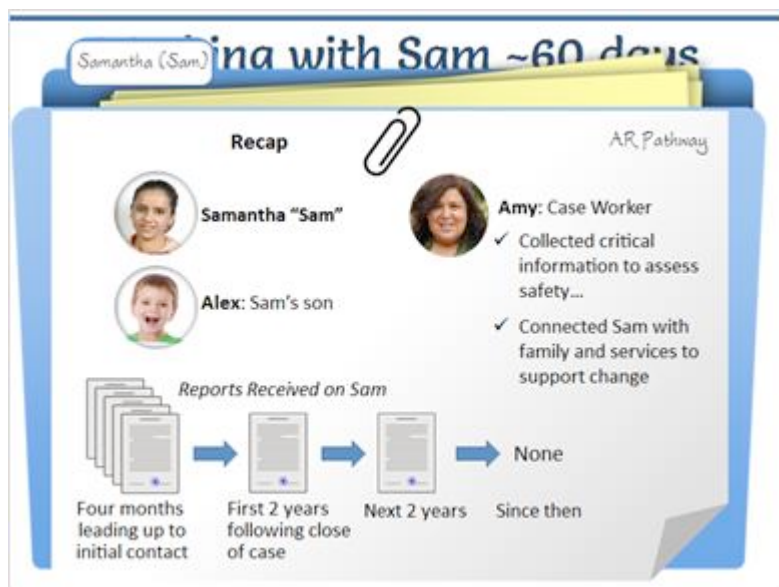 Samantha (Sam)
with Sam ~60 days
Recap
AR Pathway
Samantha "Sam"
Alex: Sam's son
Amy: Case Worker
✓ Collected critical
information to assess
safety...
✓ Connected Sam with
family and services to
support change
Reports Received on Sam
None
Four months
leading up to
initial contact
First 2 years
following close
of case
Next 2 years
Since then